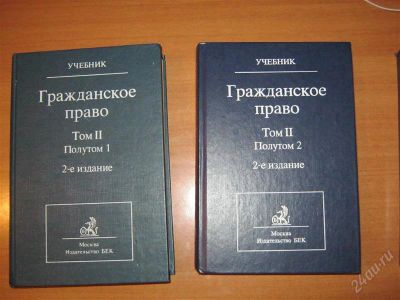 УЧЕБНИК
Гражданское
право
Том II
Полутом 1
2-е издание
Москва
Издательство БЕК
УЧЕБНИК
Гражданское
право
Том II
Полутом 2
2-е издание
Москва
Издательство БЕК
24au.ru